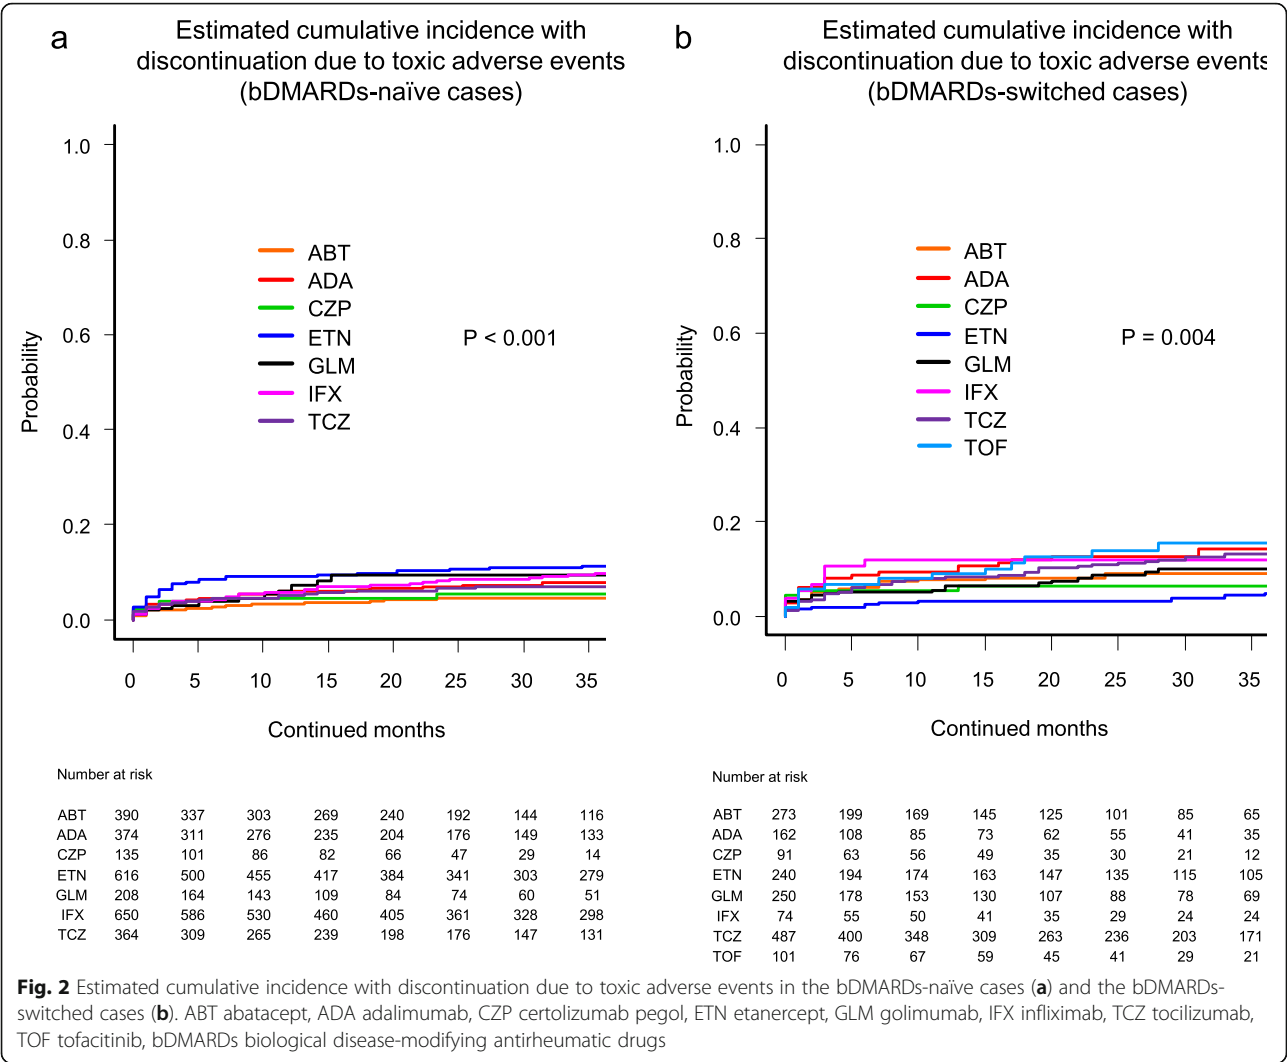 a
Estimated cumulative incidence with
discontinuation due to toxic adverse events
(bDMARDs-naïve cases)
1.0
0.8
0.6
0.4
0.2
0.0
Probability
ABT
ADA
CZP
ETN
GLM
IFX
TCZ
P < 0.001
0 5 10 15 20 25 30 35
Continued months
Number at risk
ABT 390 337 303 269 240 192 144 116
ADA 374 311 276 235 204 176 149 133
CZP 135 101 86 82 66 47 29 14
ETN 616 500 455 417 384 341 303 279
GLM 208 164 143 109 84 74 60 51
IFX 650 586 530 460 405 361 328 298
TCZ 364 309 265 239 198 176 147 131
b
Estimated cumulative incidence with
discontinuation due to toxic adverse events
(bDMARDs-switched cases)
1.0
0.8
0.6
0.4
0.2
0.0
Probability
ABT
ADA
CZP
ETN
GLM
IFX
TCZ
TOF
P = 0.004
0 5 10 15 20 25 30 35
Continued months
Number at risk
ABT 273 199 169 145 125 101 85 65
ADA 162 108 85 73 62 55 41 35
CZP 91 63 56 49 35 30 21 12
ETN 240 194 174 163 147 135 115 105
GLM 250 178 153 130 107 88 78 69
IFX 74 55 50 41 35 29 24 24
TCZ 487 400 348 309 263 236 203 171
TOF 101 76 67 59 45 41 29 21
Fig. 2 Estimated cumulative incidence with discontinuation due to toxic adverse events in the bDMARDs-naïve cases (a) and the bDMARDs-
switched cases (b). ABT abatacept, ADA adalimumab, CZP certolizumab pegol, ETN etanercept, GLM golimumab, IFX infliximab, TCZ tocilizumab,
TOF tofacitinib, bDMARDs biological disease-modifying antirheumatic drugs